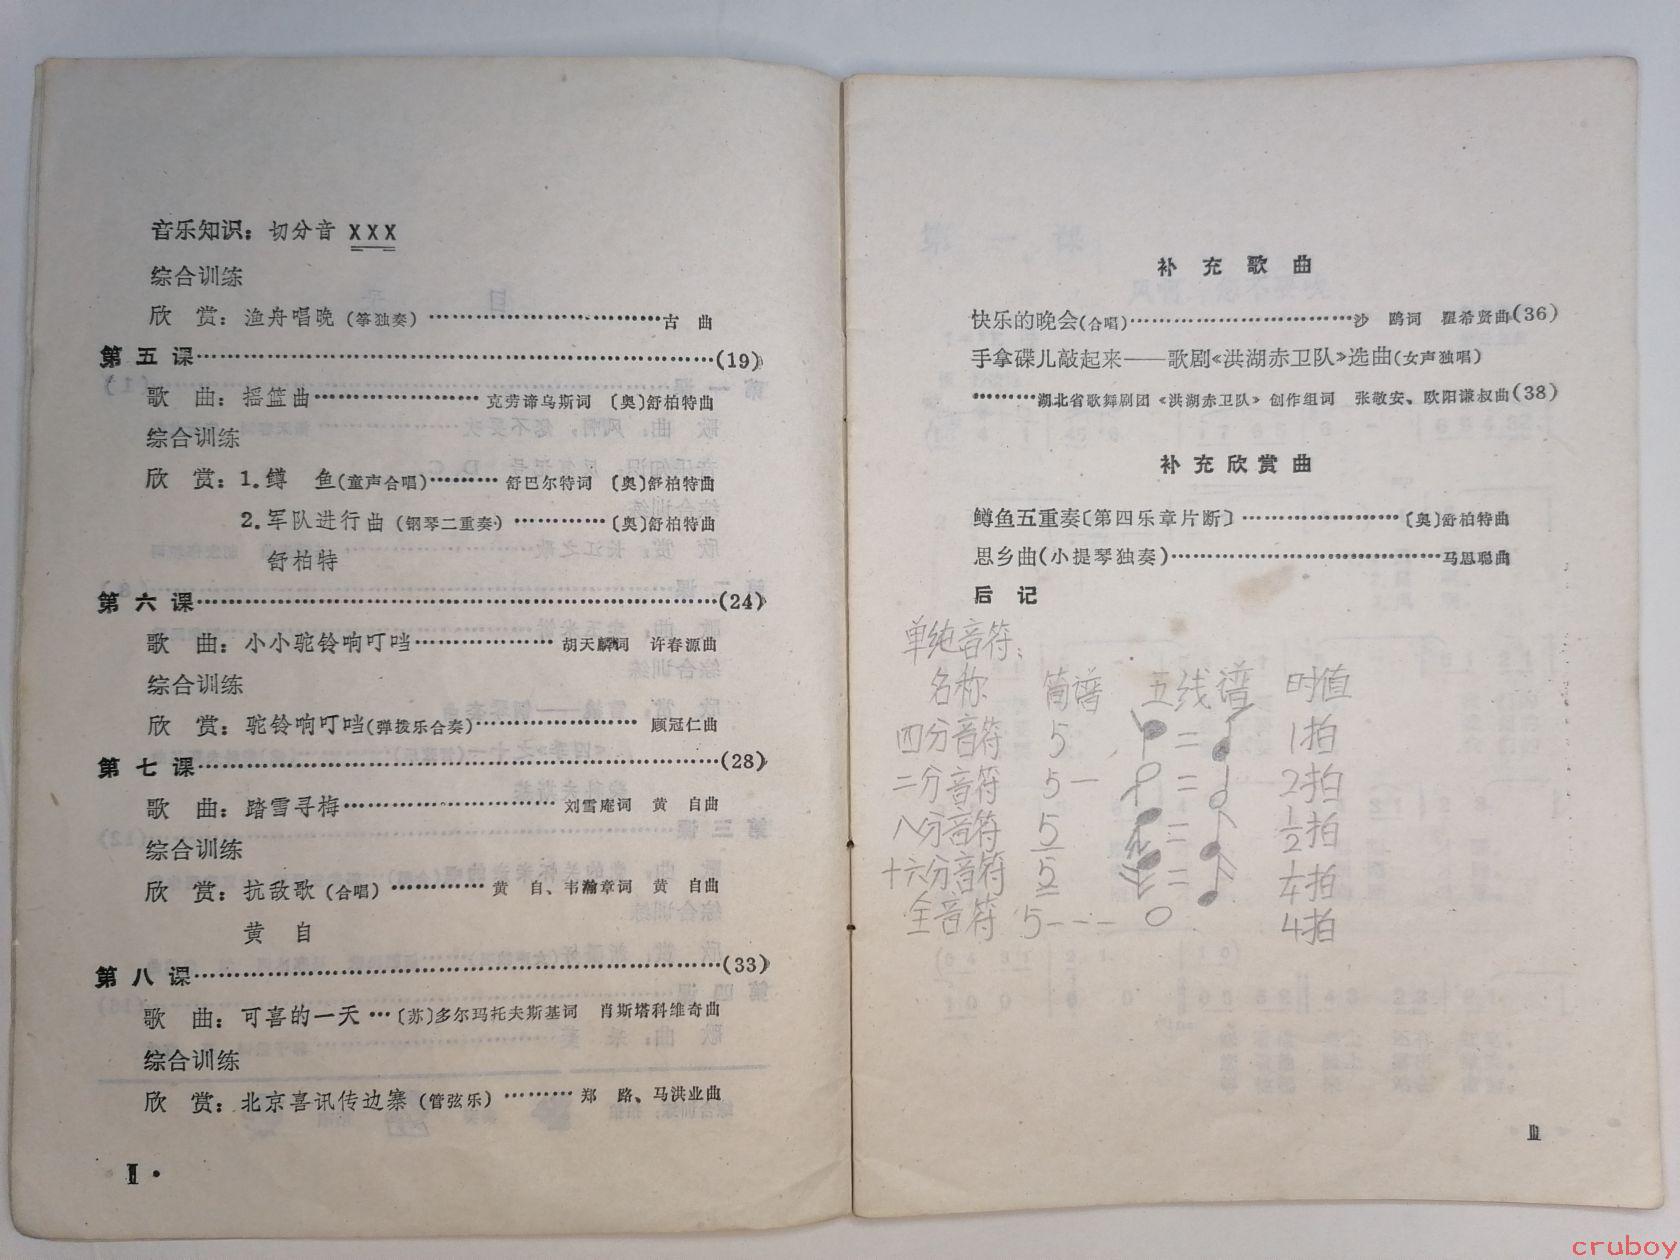 音乐知识：切分音 X X X
综合训练
欣　赏：渔舟唱晚（筝独奏）…………………………古　曲
第五课……………………………………………………(19)
歌　曲：摇篮曲…………………克劳谛乌斯词　〔奥〕舒柏特曲
综合训练
欣　赏：1.鳟　鱼(童声合唱)………舒巴尔特词　〔奥〕舒柏特曲
2.军队进行曲（钢琴二重奏）…………〔奥〕舒柏特曲
舒柏特
第六课……………………………………………………(24)
歌　曲：小小驼铃响叮咱………………胡天麟词　许春源曲
综合训练
欣　赏：驼铃响叮咱(弹拨乐合奏)………………　顾冠仁曲
第七课……………………………………………………(28)
歌　曲：踏雪寻梅………………………刘雪庵词　黄　自曲
综合训练
欣　赏：抗敌歌（合唱）…………黄　自、韦瀚章词　黄　自曲
黄　自
第八课……………………………………………………(33)
歌　曲：可喜的一天…〔苏〕多尔玛托夫斯基词　肖斯塔科维奇曲
综合训练
欣　赏：北京喜讯传边寨（管弦乐）………郑　路、马洪业曲
II
补充歌曲
快乐的晚会(合唱)…………………………沙　鸥词　瞿希贤曲(36)
手拿碟儿敲起来——歌剧《洪湖赤卫队》选曲(女声独唱)
………湖北省歌舞剧团《洪湖赤卫队》创作组词　张敬安、欧阳谦叔曲(38)
补充欣赏曲
鳟鱼五重奏〔第四乐章片断〕…………………〔奥〕舒柏特曲
思乡曲(小提琴独奏)……………………………马思聪曲
后　记
单纯音符：
名称　简谱　五线谱　时值
四分音符　5　=　1拍
二分音符　5 —　=　2拍
八分音符　5　=　1/2拍
十六分音符　5　=　1/4拍
全音符　5 - - -　4拍
III
cruboy